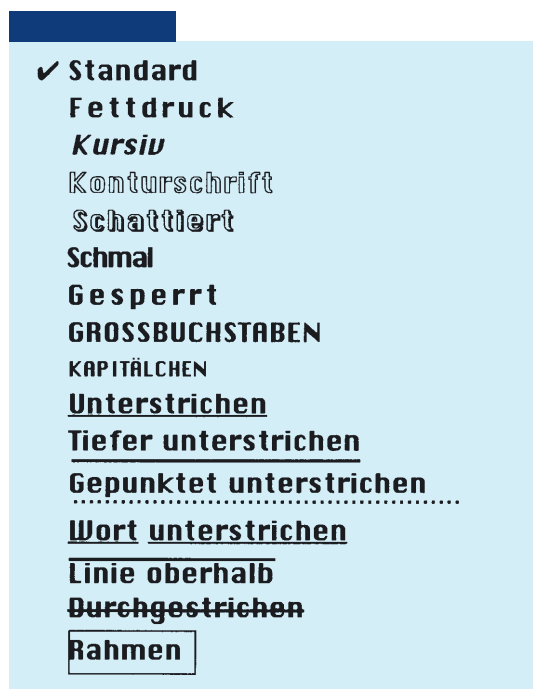 ✔ Standard
Fettdruck
Kursiv
Konturschrift
Schattiert
Schmal
Gesperrt
GROSSBUCHSTABEN
KAPITÄLCHEN
Unterstrichen
Tiefer unterstrichen
Gepunktet unterstrichen
Wort unterstrichen
Linie oberhalb
Durchgestrichen
Rahmen